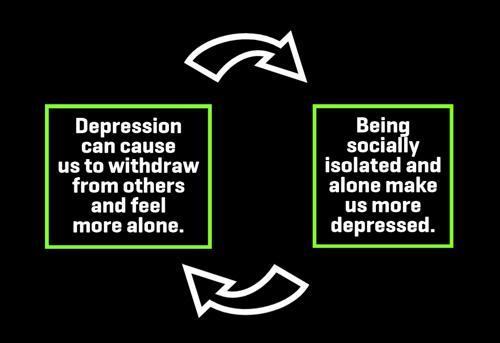 Depression
can cause
us to withdraw
from others
and feel
more alone.
Being
socially
isolated and
alone make
us more
depressed.